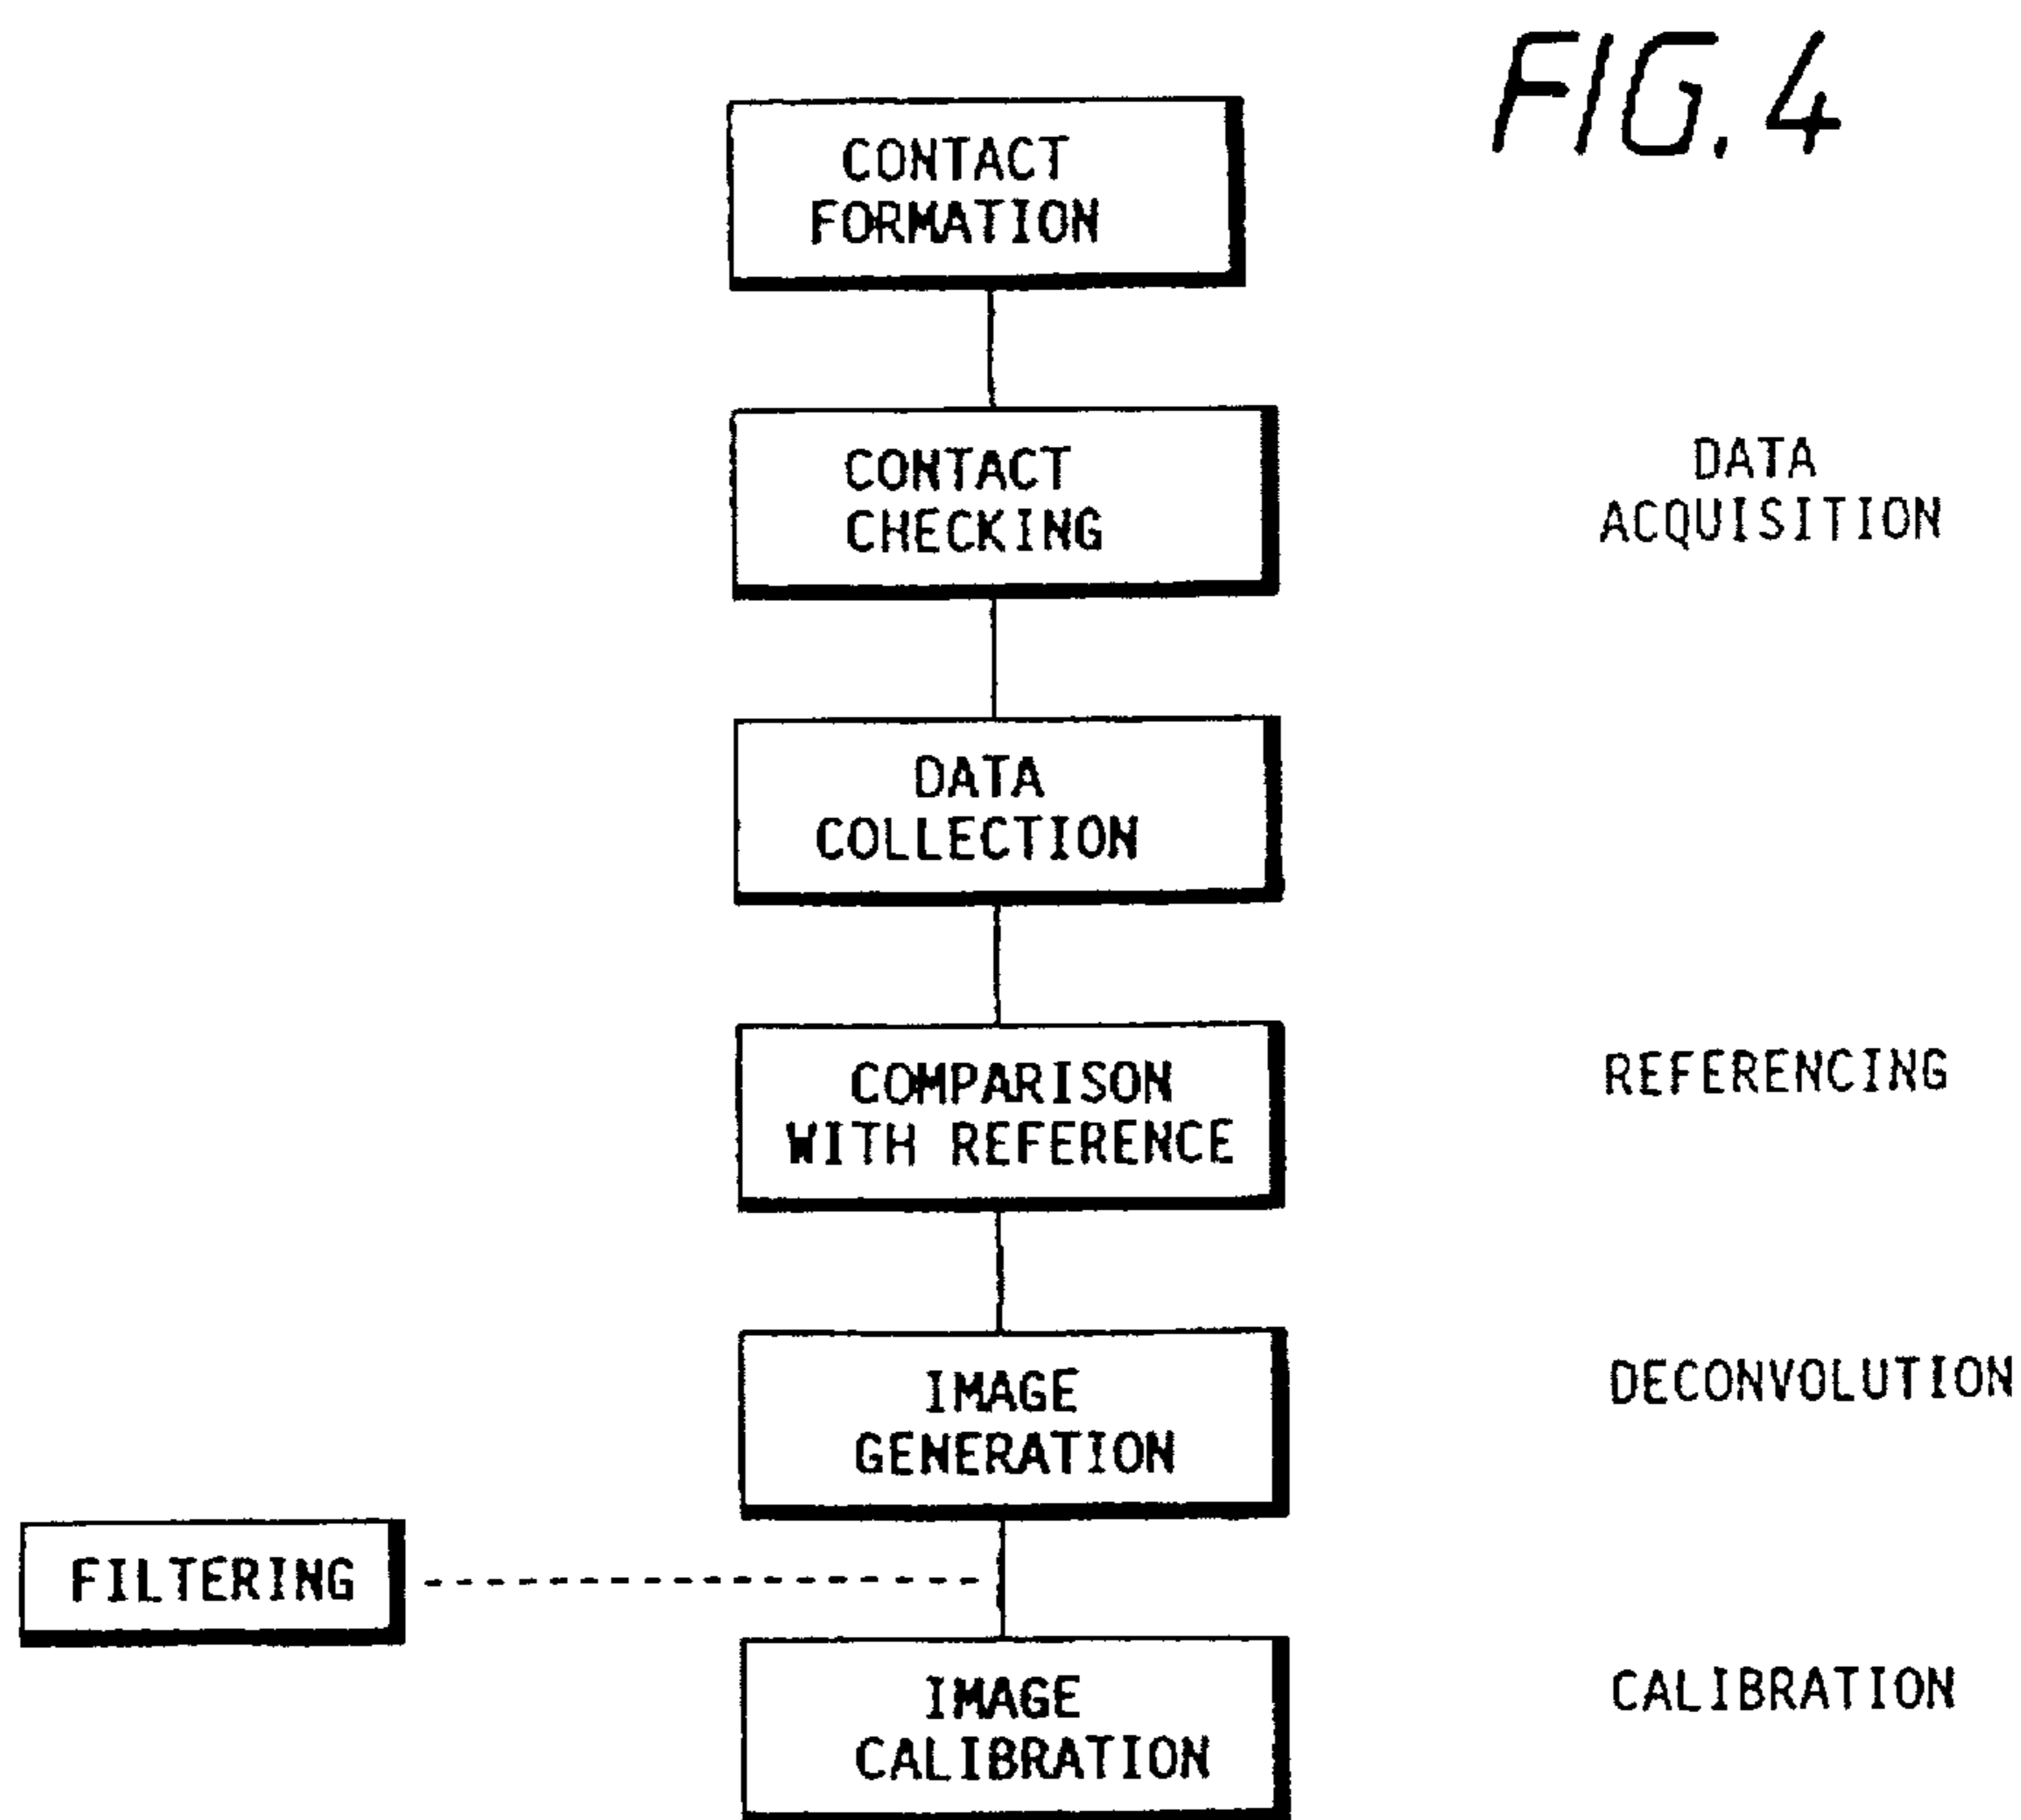 FIG. 4
CONTACT
FORMATION
CONTACT
CHECKING
DATA
ACQUISITION
DATA
COLLECTION
COMPARISON
WITH REFERENCE
REFERENCING
IMAGE
GENERATION
DECONVOLUTION
FILTERING
IMAGE
CALIBRATION
CALIBRATION